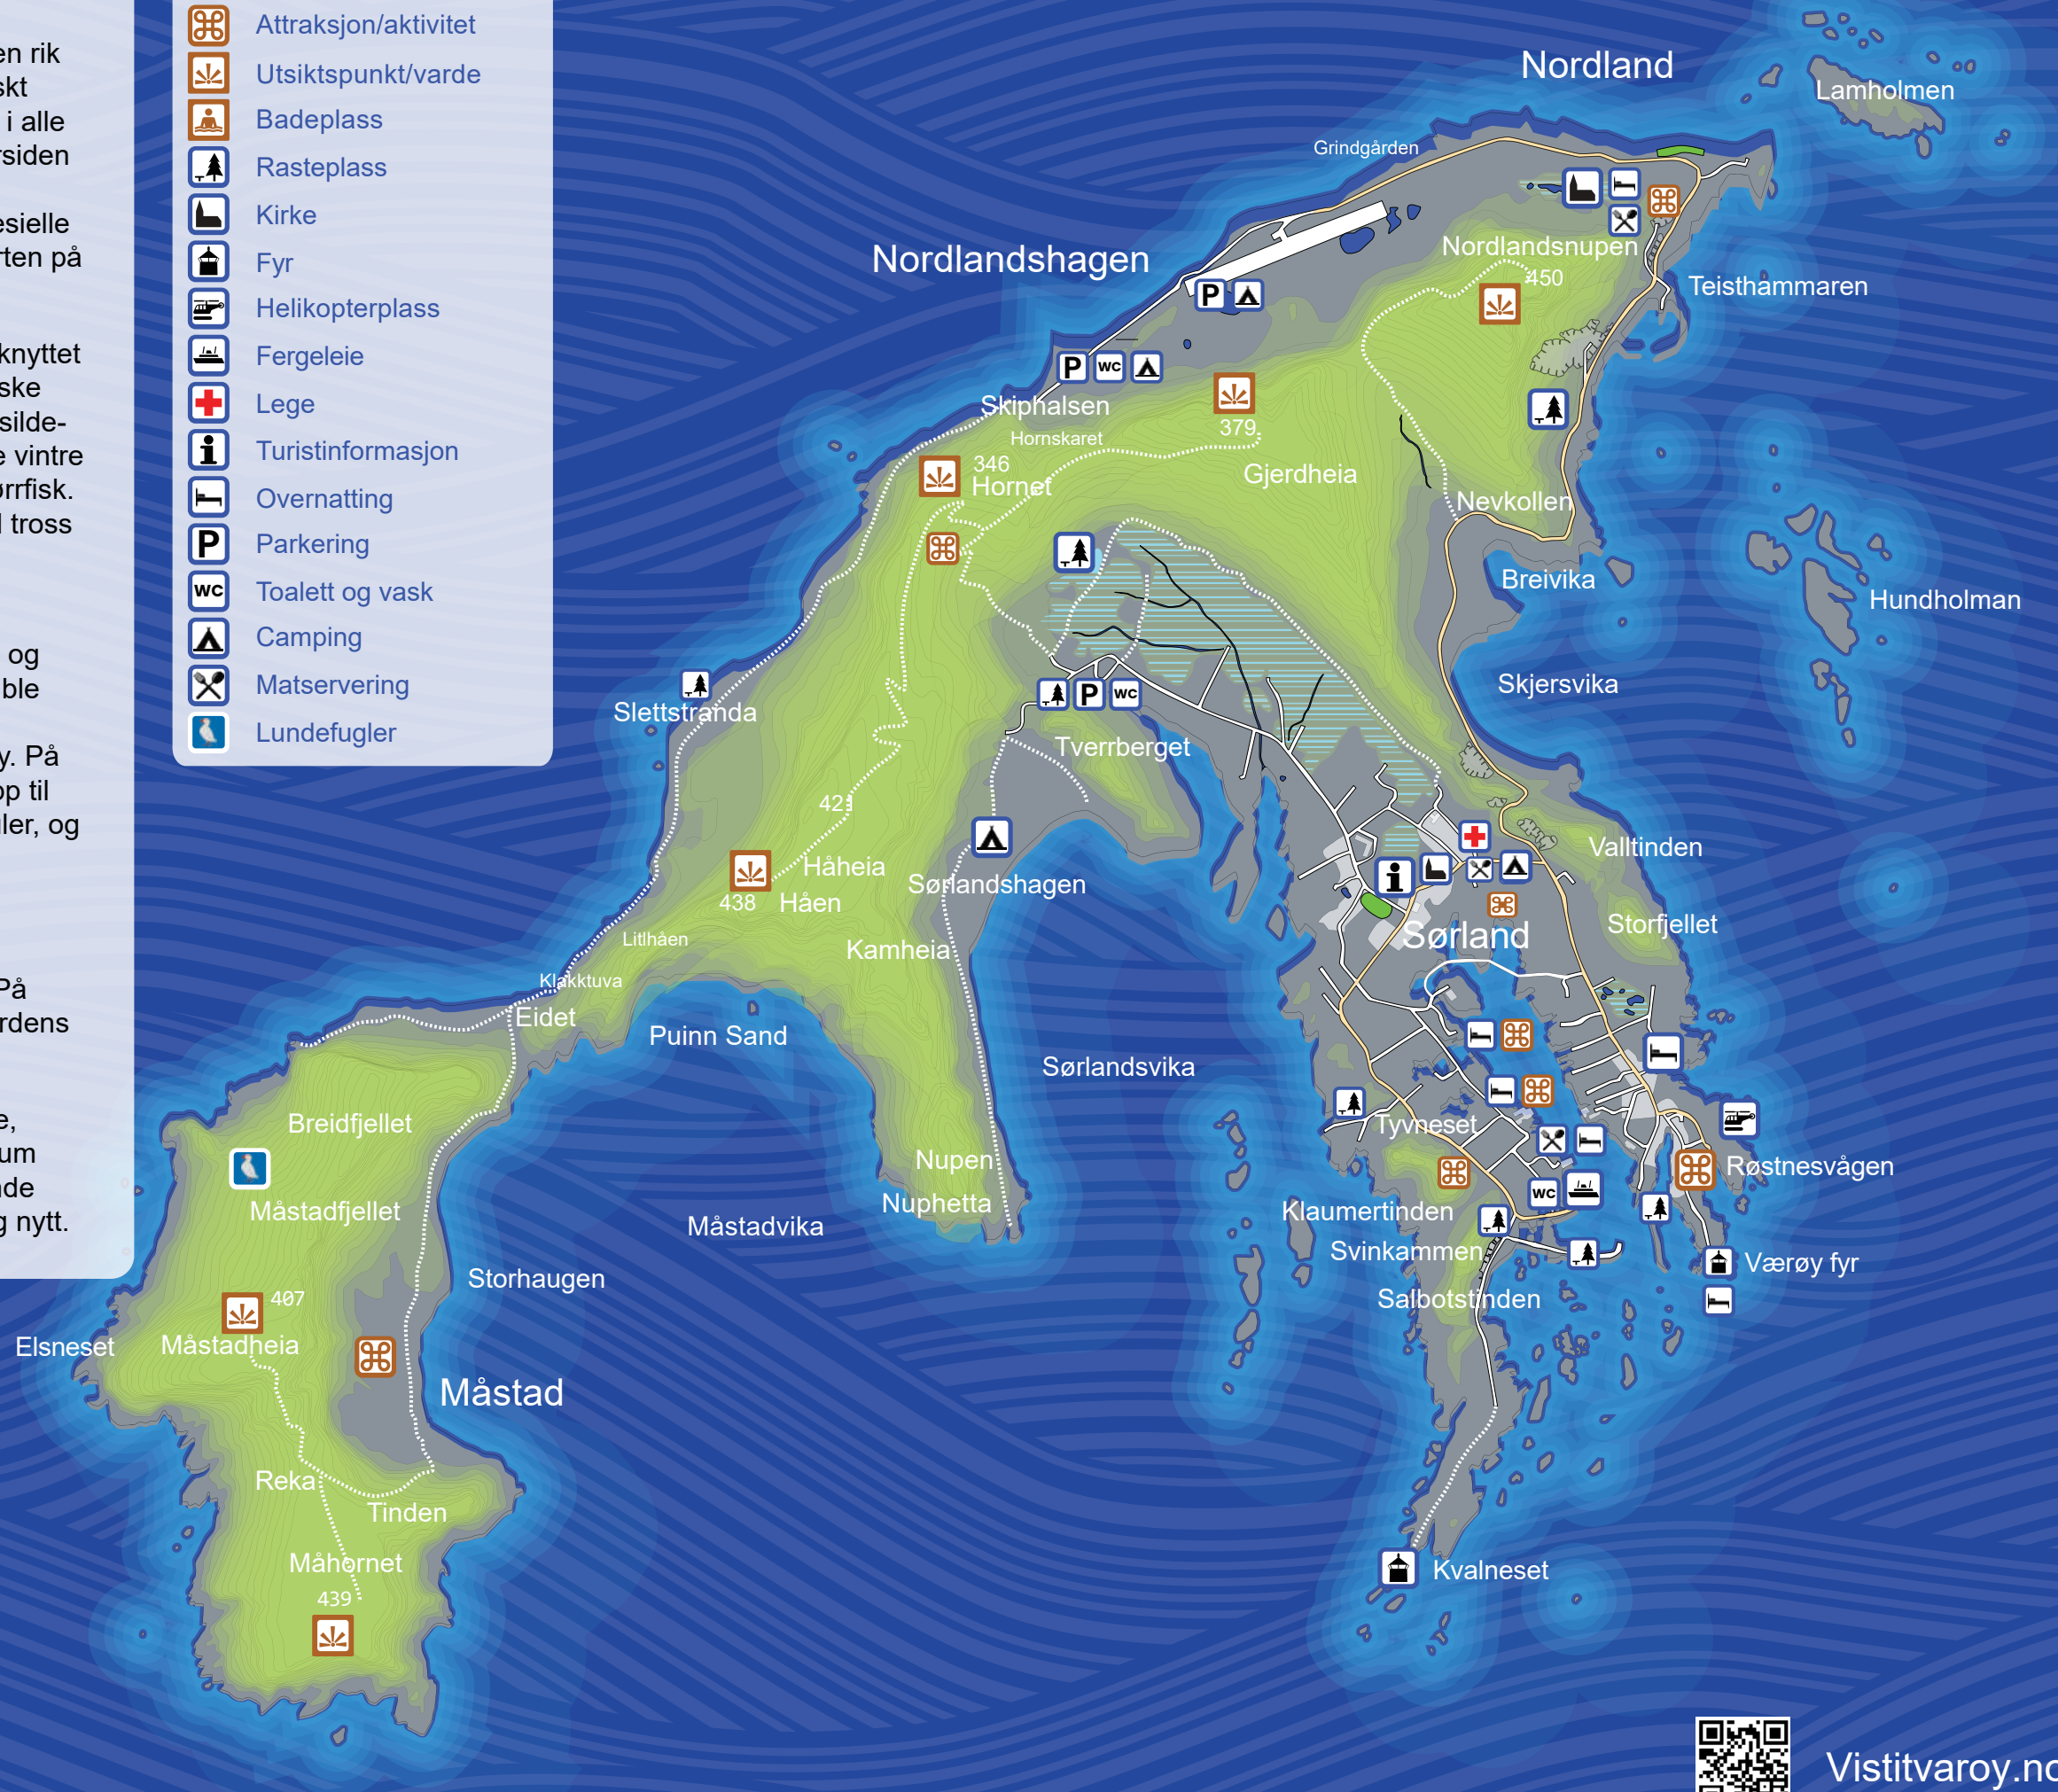 en rik
skt
i alle
rsiden
esielle
rten på
knyttet
ske
silde-
e vintre
ørrfisk.
l tross
og
ble
y. På
pp til
ıler, og
På
rdens
e,
um
de
g nytt.
Attraksjon/aktivitet
Utsiktspunkt/varde
Badeplass
Rasteplass
Kirke
Fyr
Helikopterplass
Fergeleie
Lege
Turistinformasjon
Overnatting
P Parkering
WC Toalett og vask
Camping
Matservering
Lundefugler
Nordland
Lamholmen
Grindgården
Nordlandshagen
Nordlandsnupen
450
Teisthammaren
P
P WC
Skiphalsen
Hornskaret
379
346
Hornet
Gjerdheia
Nevkollen
Breivika
Hundholman
Skjersvika
Slettstranda
P WC
Tverrberget
421
Håheia
438 Håen
Sørlandshagen
Valltinden
Storfjellet
Sørland
Litlhåen
Kamheia
Klakktuva
Eidet
Puinn Sand
Sørlandsvika
Breidfjellet
Tyvneset
Nupen
Røstnesvågen
Måstadfjellet
Nuphetta
WC
Klaumertinden
Måstadvika
Svinkammen
Værøy fyr
Storhaugen
Salbotstinden
407
Elsneset
Måstadheia
Måstad
Reka
Tinden
Måhornet
439
Kvalneset
Vistitvaroy.no